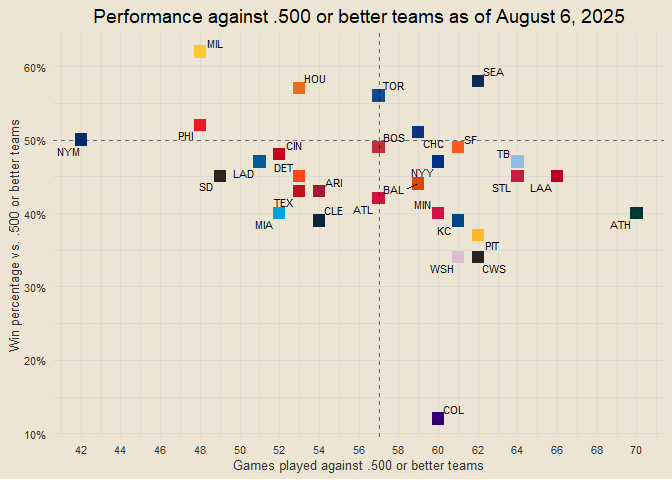 Performance against .500 or better teams as of August 6, 2025
Win percentage vs. .500 or better teams
60%
50%
40%
30%
20%
10%
MIL
SEA
HOU
TOR
PHI
NYM
BOS
CHC
SF
CIN
TB
LAD
DET
NYY
SD
ARI
BAL
STL
LAA
TEX
MIN
ATL
CLE
MIA
KC
ATH
PIT
WSH
CWS
COL
42
44
46
48
50
52
54
56
58
60
62
64
66
68
70
Games played against .500 or better teams